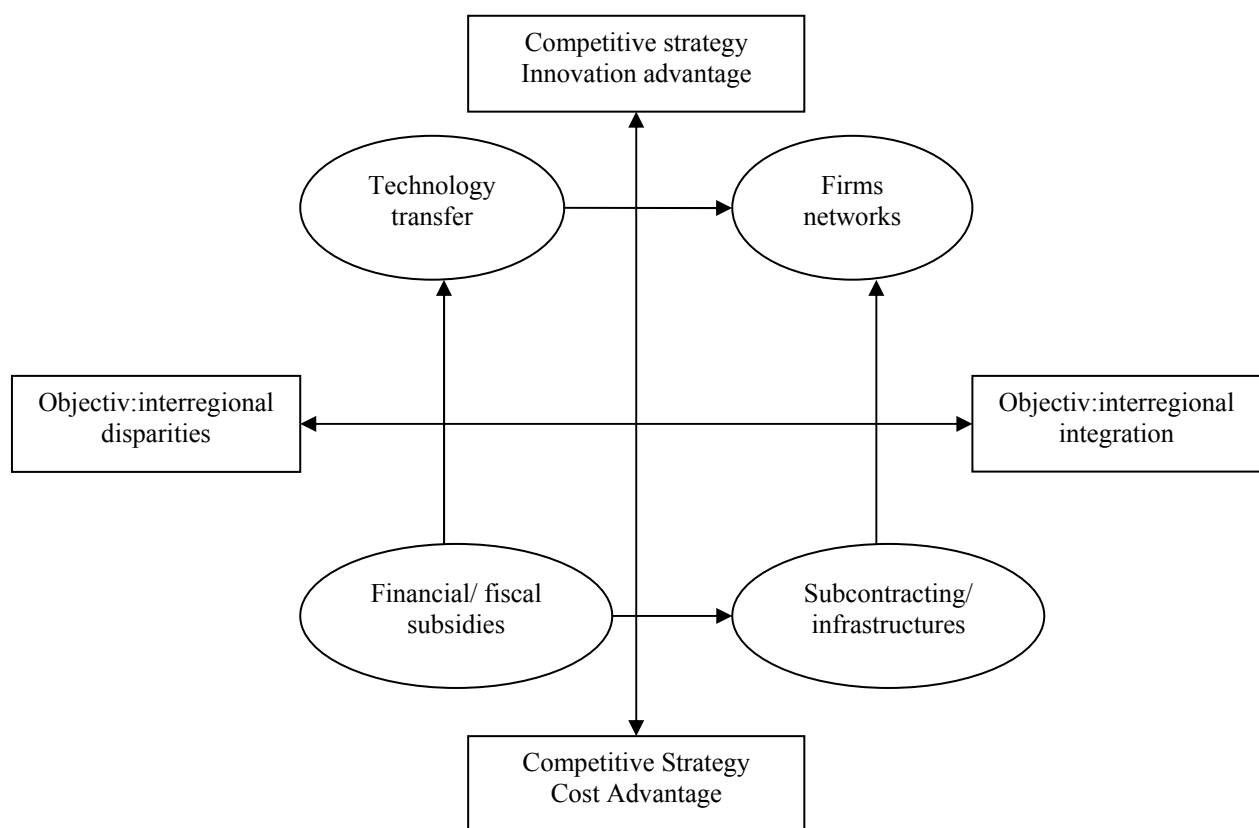 Competitive strategy
Innovation advantage
Technology
transfer
Firms
networks
Objectiv:interregional
disparities
Objectiv:interregional
integration
Financial/ fiscal
subsidies
Subcontracting/
infrastructures
Competitive Strategy
Cost Advantage